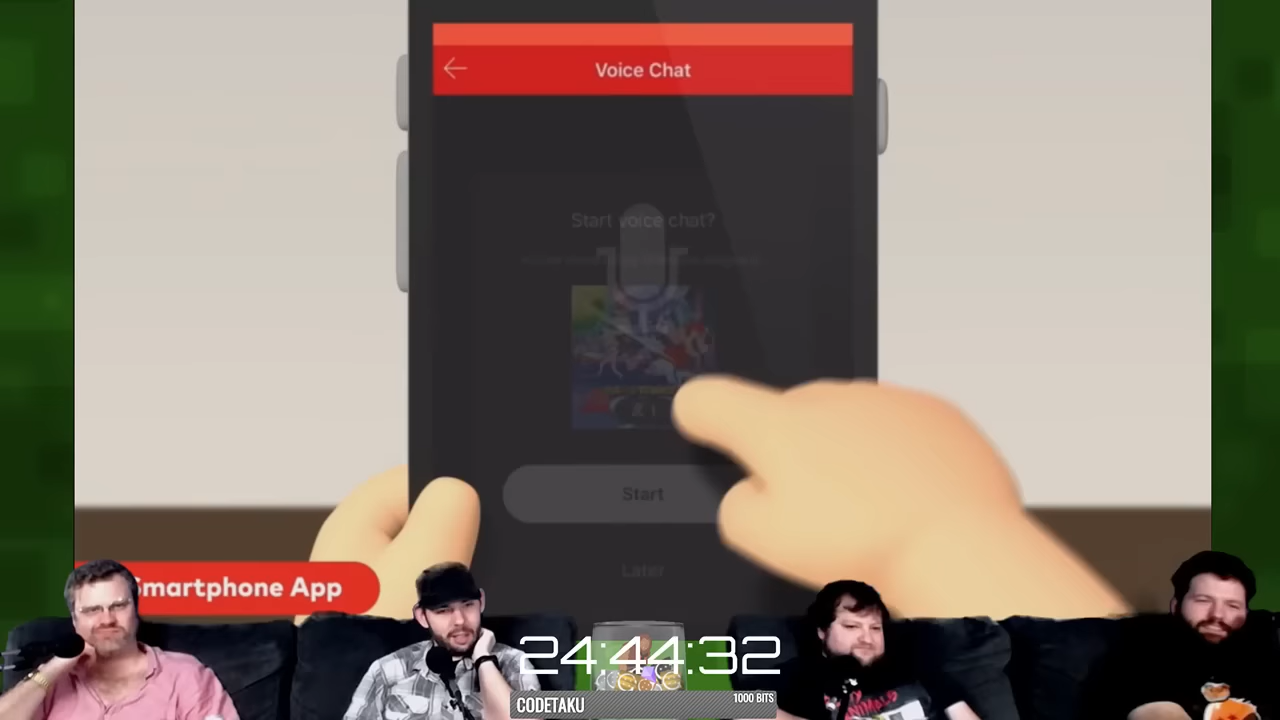 Voice Chat
Start voice chat?
Start
Later
Smartphone App
24:44:32
CODETAKU
1000 BITS